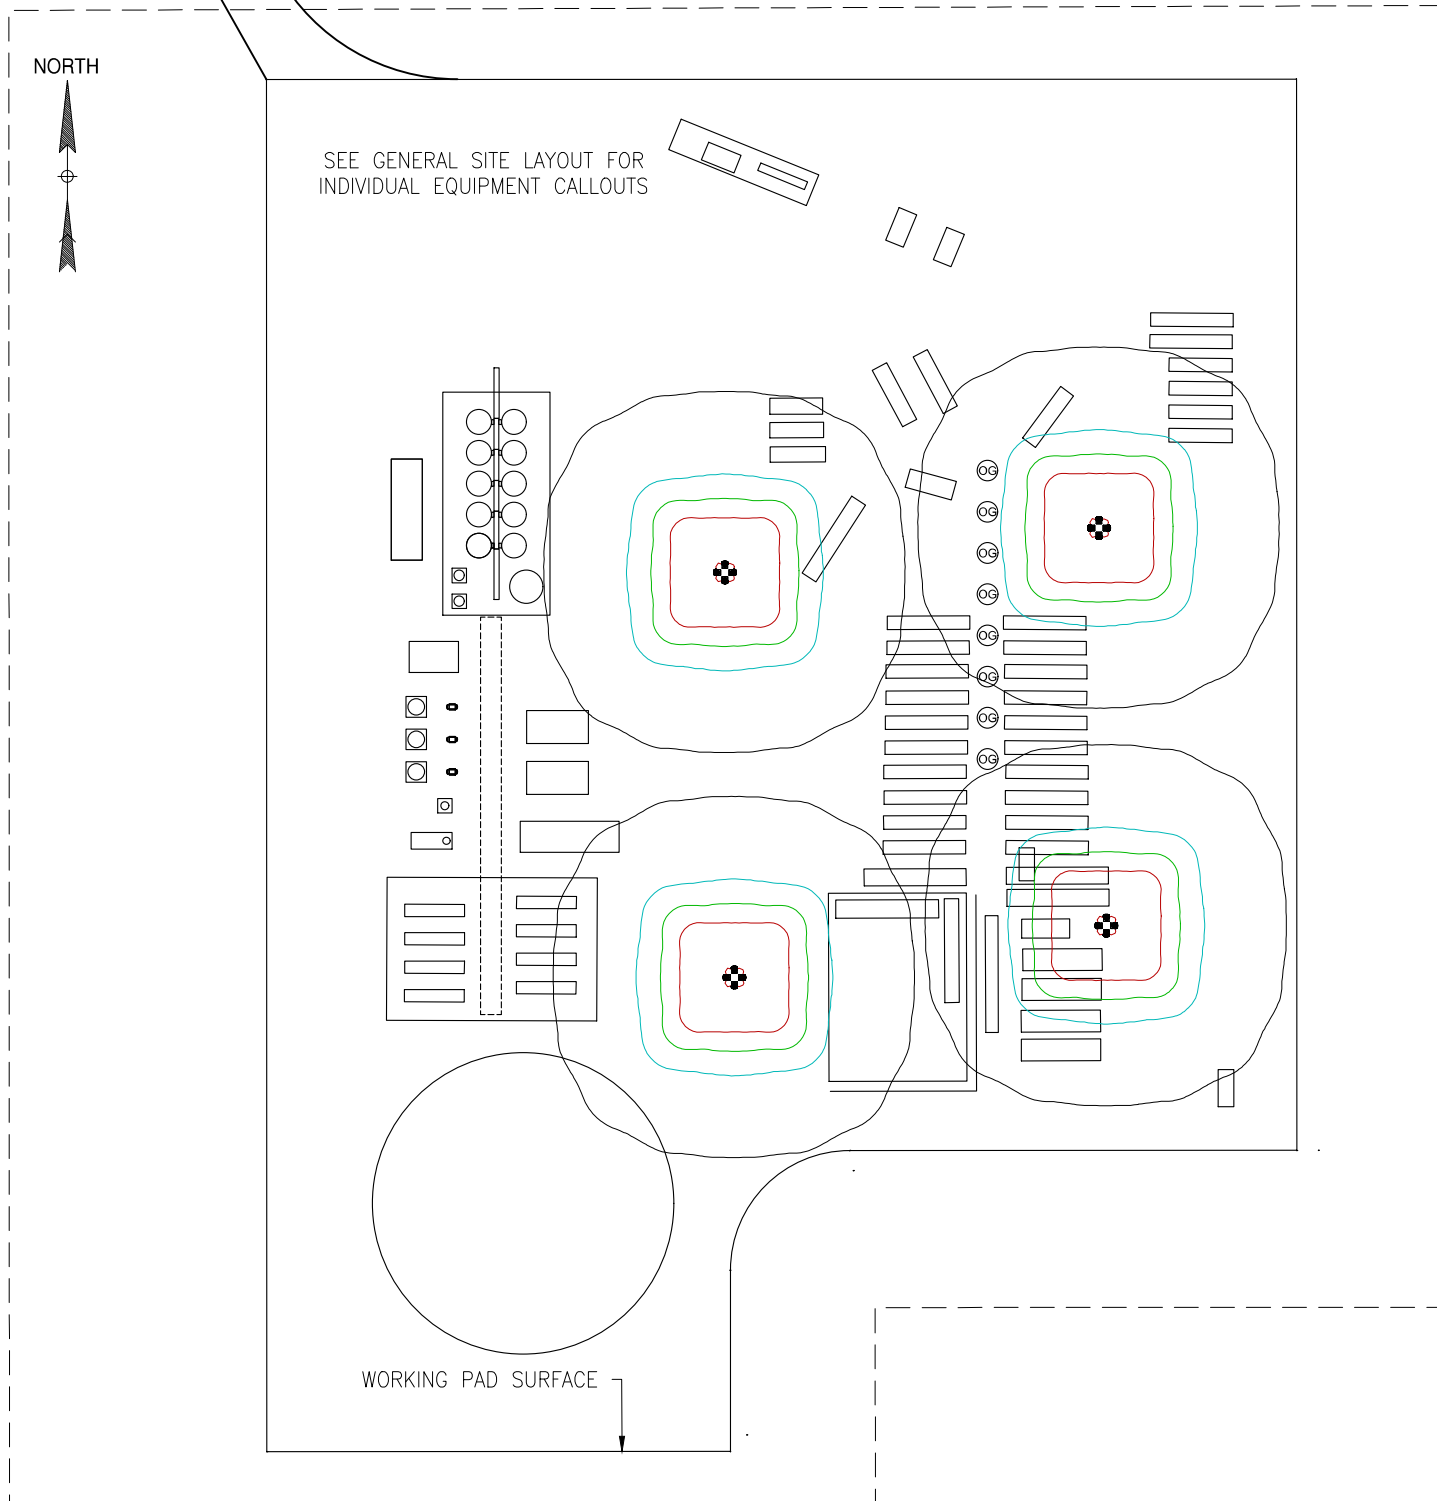 NORTH
SEE GENERAL SITE LAYOUT FOR
INDIVIDUAL EQUIPMENT CALLOUTS
OG
OG
OG
OG
OG
OG
OG
OG
WORKING PAD SURFACE